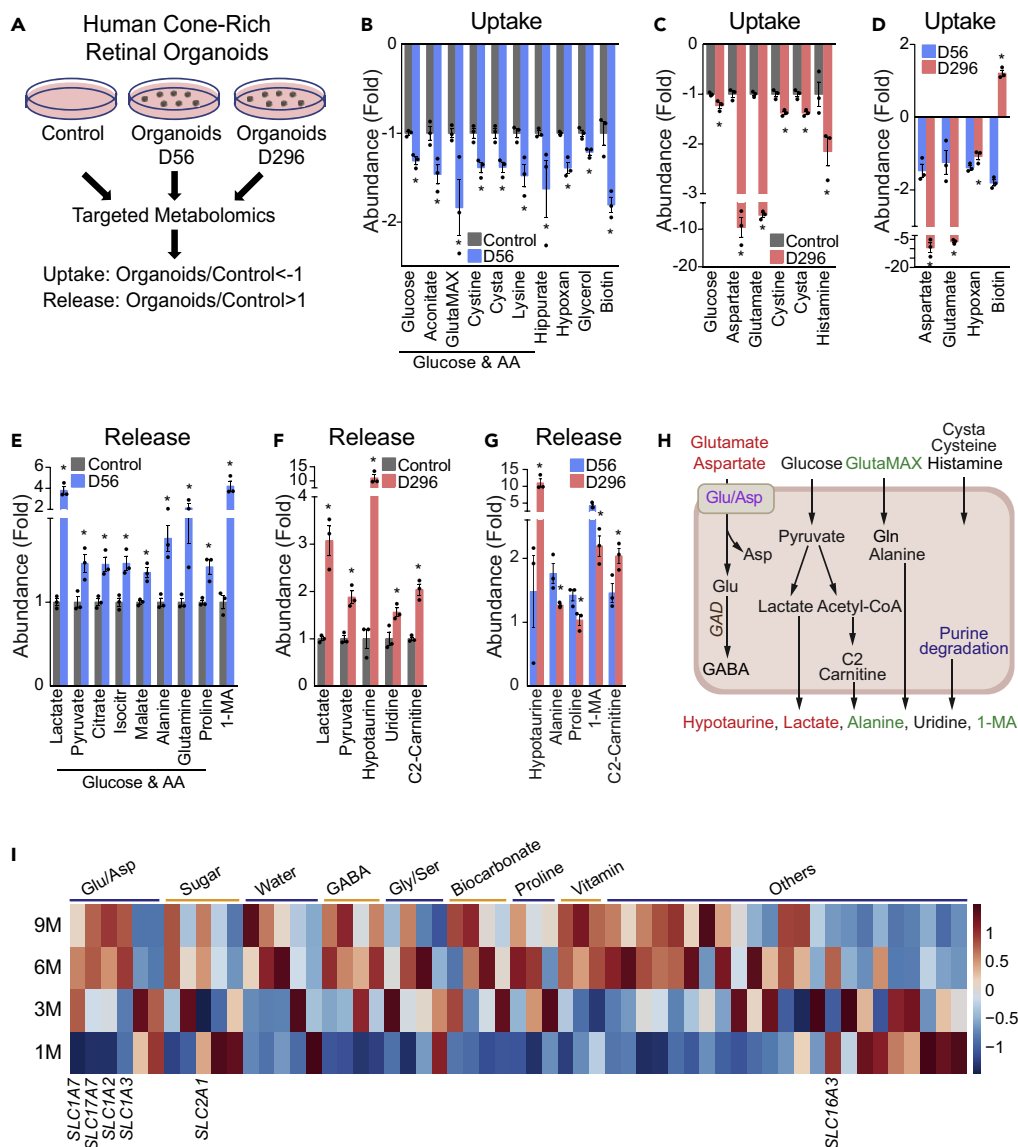 A
Human Cone-Rich
Retinal Organoids
Control
Organoids
D56
Organoids
D296
Targeted Metabolomics
Uptake: Organoids/Control<-1
Release: Organoids/Control>1
B
Uptake
Abundance (Fold)
0
-1
-2
Control
D56
* * * * * * * * * *
Glucose
Aconitate
GlutaMAX
Cystine
Cysta
Lysine
Hippurate
Hypoxan
Glycerol
Biotin
Glucose & AA
C
Uptake
Abundance (Fold)
0
-1
-2
-3
-10
-20
Control
D296
* * * * * *
Glucose
Aspartate
Glutamate
Cystine
Cysta
Histamine
D
Uptake
Abundance (Fold)
2
0
-2
-5
-20
D56
D296
* * * *
Aspartate
Glutamate
Hypoxan
Biotin
E
Release
Abundance (Fold)
6
4
2
1
0
Control
D56
* * * * * * * * *
Lactate
Pyruvate
Citrate
Isocitr
Malate
Alanine
Glutamine
Proline
1-MA
Glucose & AA
F
Release
Abundance (Fold)
15
10
4
3
2
1
0
Control
D296
* * * * *
Lactate
Pyruvate
Hypotaurine
Uridine
C2-Carnitine
G
Release
Abundance (Fold)
15
10
5
2
1
0
D56
D296
* * * * *
Hypotaurine
Alanine
Proline
1-MA
C2-Carnitine
H
Glutamate
Aspartate
Glucose
GlutaMAX
Cysta
Cysteine
Histamine
Glu/Asp
Asp
Glu
GAD
GABA
Pyruvate
Lactate
Acetyl-CoA
C2
Carnitine
Gln
Alanine
Purine
degradation
Hypotaurine, Lactate, Alanine, Uridine, 1-MA
I
Glu/Asp
Sugar
Water
GABA
Gly/Ser
Biocarbonate
Proline
Vitamin
Others
9M
6M
3M
1M
1
0.5
0
−0.5
−1
SLC1A7
SLC17A7
SLC1A2
SLC1A3
SLC2A1
SLC16A3